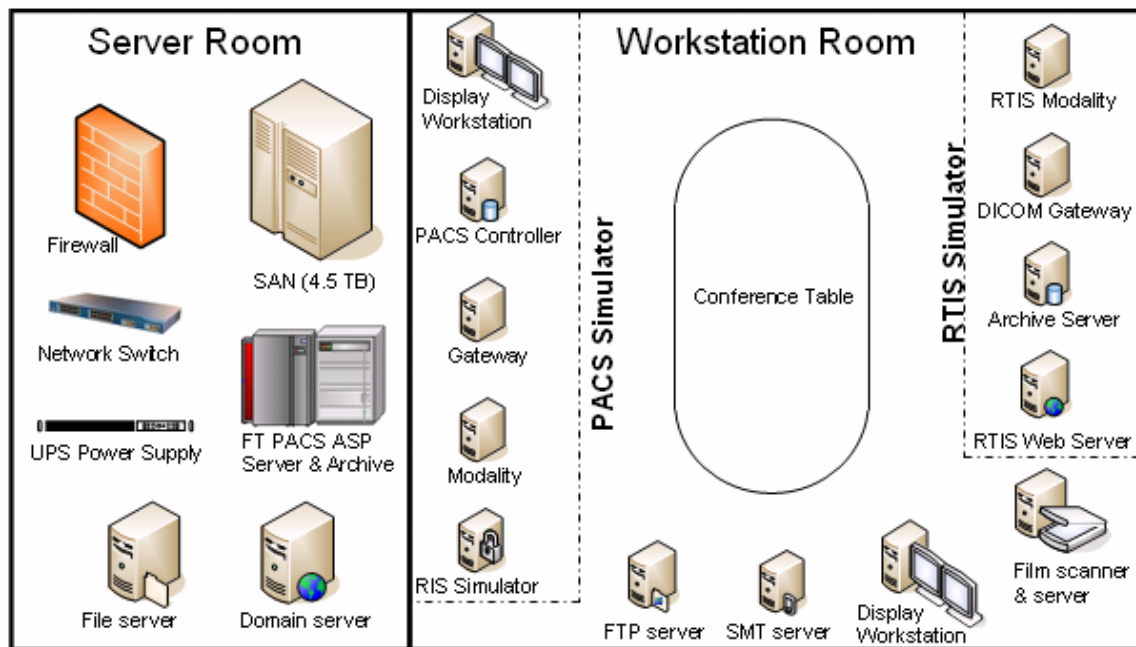 Server Room
Firewall
SAN (4.5 TB)
Network Switch
UPS Power Supply
FT PACS ASP
Server & Archive
File server
Domain server
Workstation Room
Display
Workstation
PACS Controller
Gateway
Modality
RIS Simulator
PACS Simulator
Conference Table
RTIS Simulator
RTIS Modality
DICOM Gateway
Archive Server
RTIS Web Server
Film scanner
& server
FTP server
SMT server
Display
Workstation